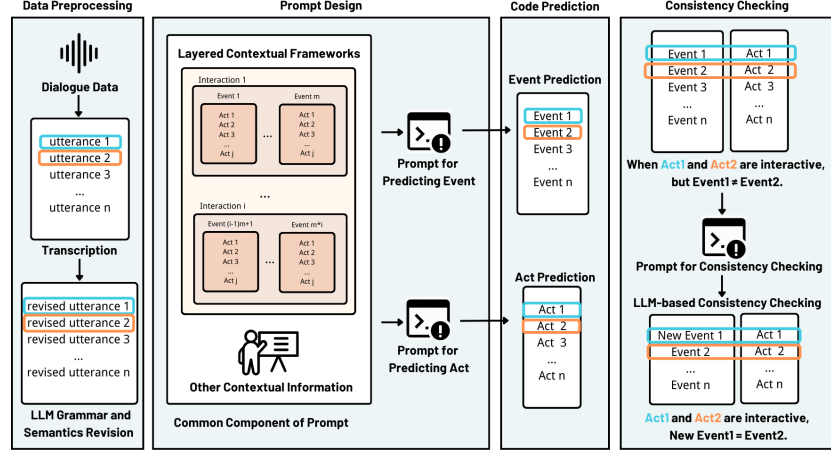 Data Preprocessing
Dialogue Data
utterance 1
utterance 2
utterance 3
...
utterance n
Transcription
revised utterance 1
revised utterance 2
revised utterance 3
...
revised utterance n
LLM Grammar and
Semantics Revision
Prompt Design
Layered Contextual Frameworks
Interaction 1
Event 1
Act 1
Act 2
Act 3
...
Act j
...
Event m
Act 1
Act 2
Act 3
...
Act j
...
Interaction i
Event (i-1)m+1
Act 1
Act 2
Act 3
...
Act j
...
Event m*i
Act 1
Act 2
Act 3
...
Act j
Other Contextual Information
Common Component of Prompt
Prompt for
Predicting Event
Prompt for
Predicting Act
Code Prediction
Event Prediction
Event 1
Event 2
Event 3
...
Event n
Act Prediction
Act 1
Act 2
Act 3
...
Act n
Consistency Checking
Event 1 Act 1
Event 2 Act 2
Event 3 Act 3
... ...
Event n Act n
When Act1 and Act2 are interactive,
but Event1 ≠ Event2.
Prompt for Consistency Checking
LLM-based Consistency Checking
New Event 1 Act 1
Event 2 Act 2
... ...
Event n Act n
Act1 and Act2 are interactive,
New Event1 = Event2.